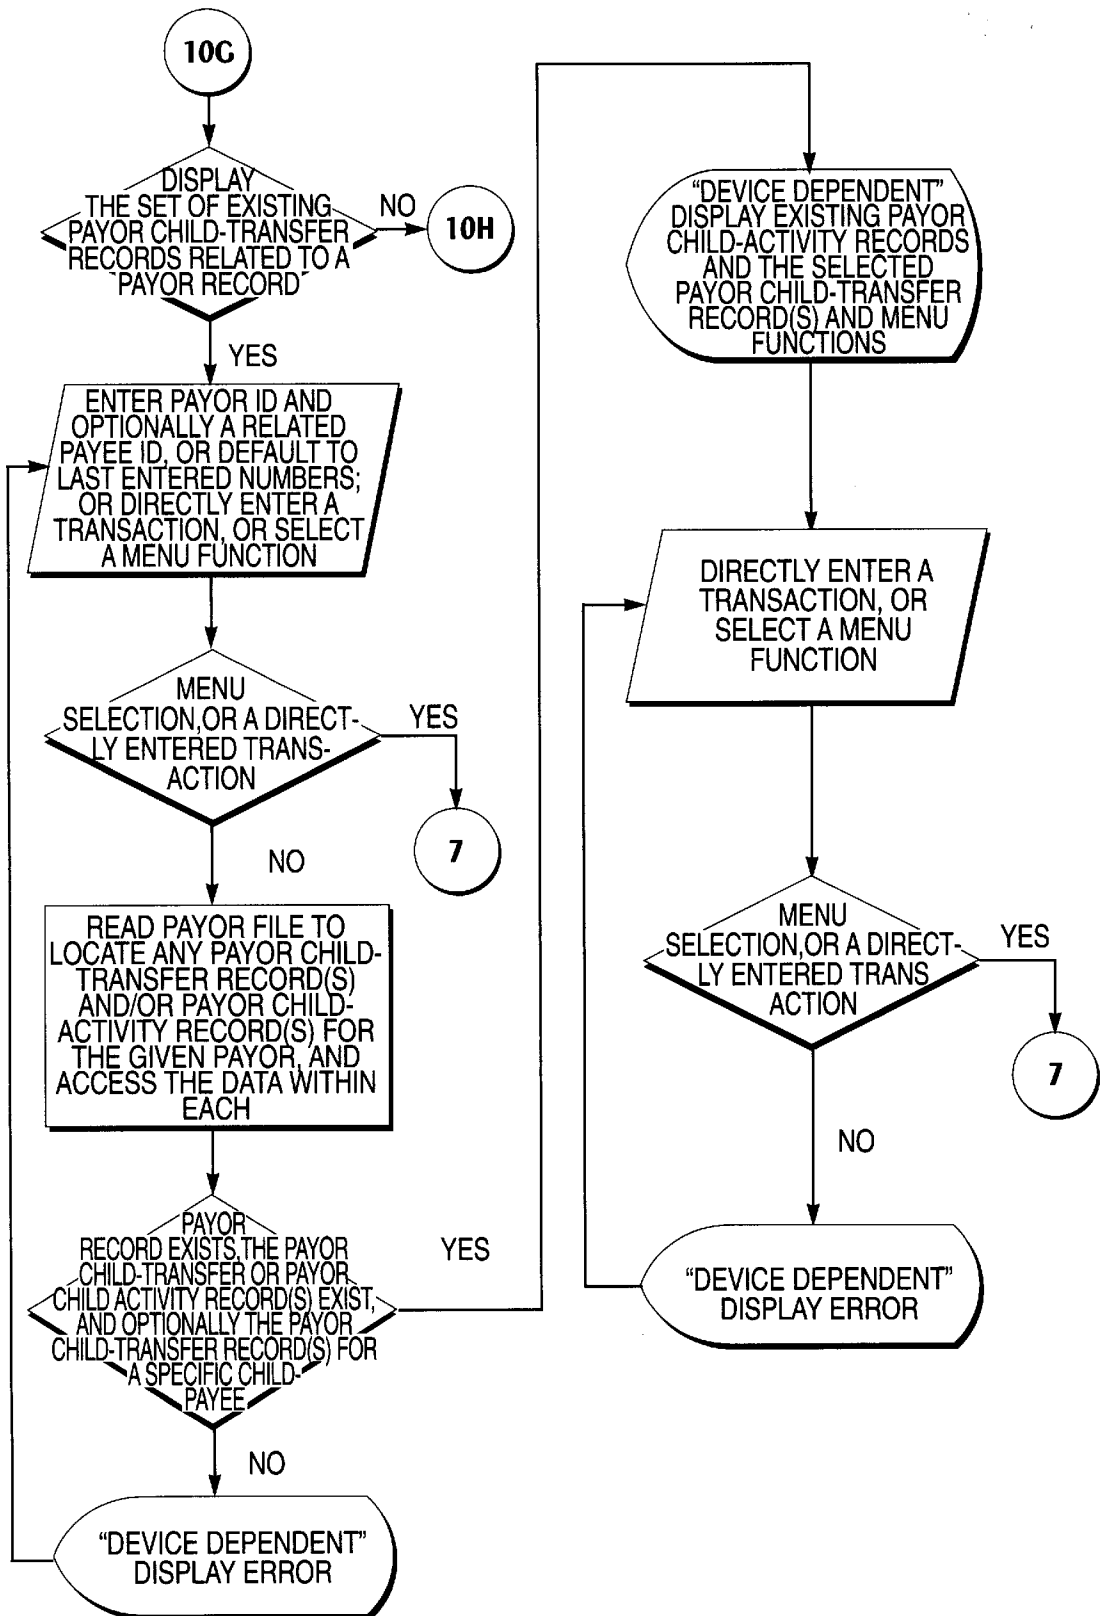 10G
DISPLAY
THE SET OF EXISTING
PAYOR CHILD-TRANSFER
RECORDS RELATED TO A
PAYOR RECORD
NO
10H
YES
ENTER PAYOR ID AND
OPTIONALLY A RELATED
PAYEE ID, OR DEFAULT TO
LAST ENTERED NUMBERS;
OR DIRECTLY ENTER A
TRANSACTION, OR SELECT
A MENU FUNCTION
MENU
SELECTION,OR A DIRECT-
LY ENTERED TRANS-
ACTION
YES
7
NO
READ PAYOR FILE TO
LOCATE ANY PAYOR CHILD-
TRANSFER RECORD(S)
AND/OR PAYOR CHILD-
ACTIVITY RECORD(S) FOR
THE GIVEN PAYOR, AND
ACCESS THE DATA WITHIN
EACH
PAYOR
RECORD EXISTS,THE PAYOR
CHILD-TRANSFER OR PAYOR
CHILD ACTIVITY RECORD(S) EXIST,
AND OPTIONALLY THE PAYOR
CHILD-TRANSFER RECORD(S) FOR
A SPECIFIC CHILD-
PAYEE
YES
NO
“DEVICE DEPENDENT”
DISPLAY ERROR
“DEVICE DEPENDENT”
DISPLAY EXISTING PAYOR
CHILD-ACTIVITY RECORDS
AND THE SELECTED
PAYOR CHILD-TRANSFER
RECORD(S) AND MENU
FUNCTIONS
DIRECTLY ENTER A
TRANSACTION, OR
SELECT A MENU
FUNCTION
MENU
SELECTION,OR A DIRECT-
LY ENTERED TRANS
ACTION
YES
7
NO
“DEVICE DEPENDENT”
DISPLAY ERROR